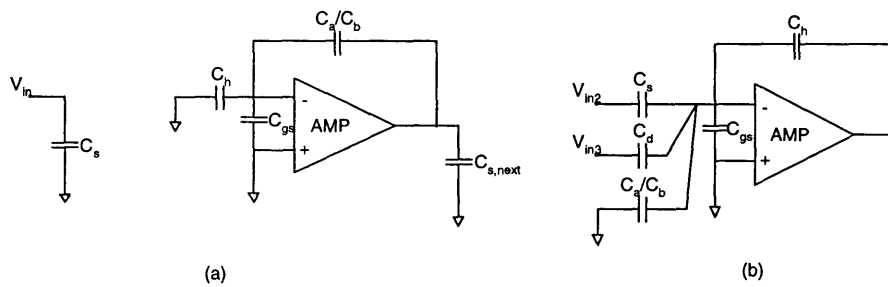 C_a/C_b
C_h
V_in
C_h
-
C_gs
AMP
+
C_s
C_s,next
V_in2
C_s
-
C_gs
AMP
V_in3
C_d
+
C_a/C_b
(a)
(b)